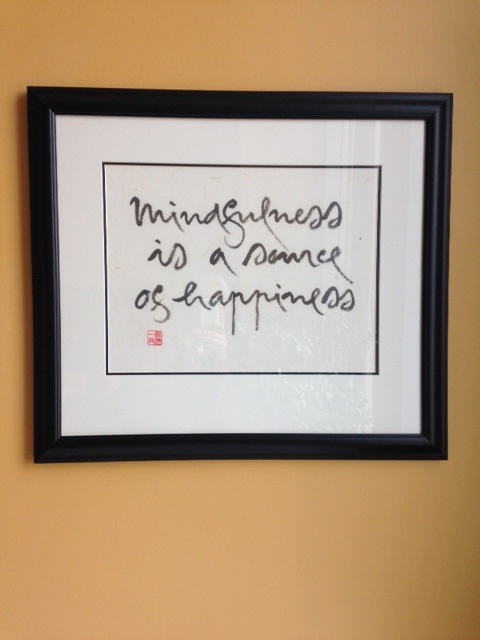 mindfulness
is a source
of happiness